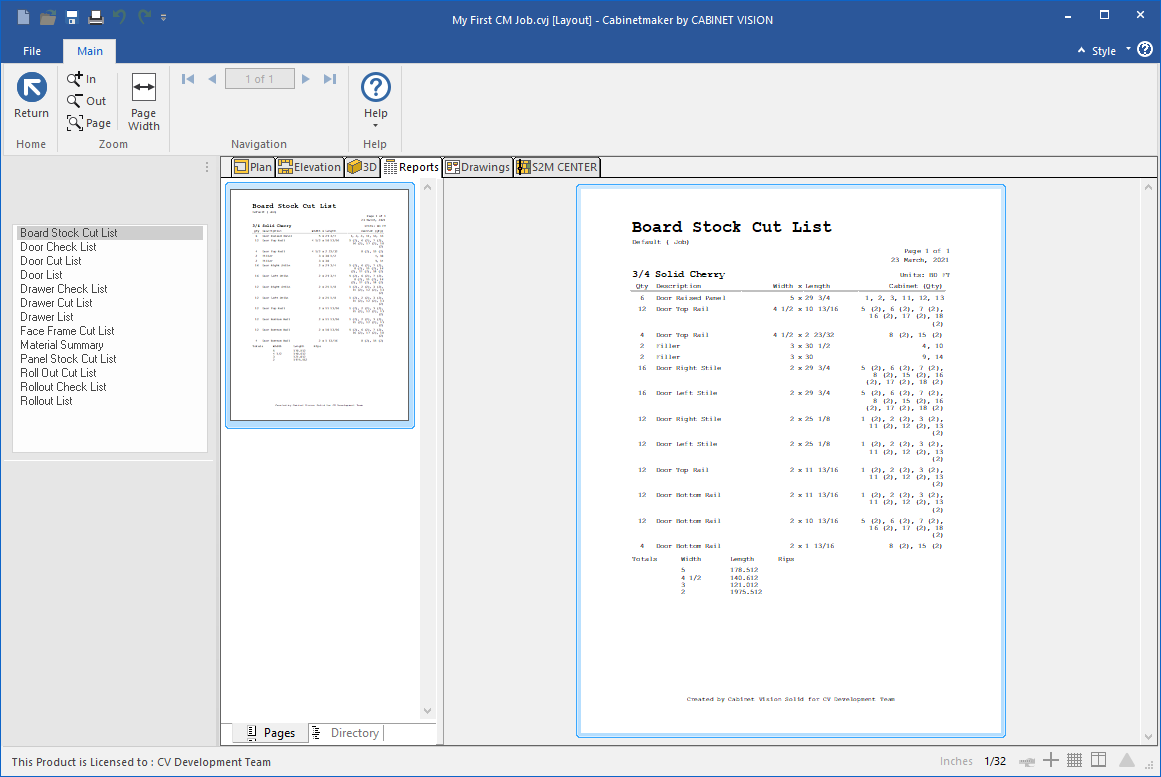 My First CM Job.cvj [Layout] - Cabinetmaker by CABINET VISION
File Main Style
Return
Home
In
Out
Page
Zoom
Page Width
1 of 1
Navigation
Help
Help
Plan Elevation 3D Reports Drawings S2M CENTER
Board Stock Cut List
Door Check List
Door Cut List
Door List
Drawer Check List
Drawer Cut List
Drawer List
Face Frame Cut List
Material Summary
Panel Stock Cut List
Roll Out Cut List
Rollout Check List
Rollout List
Board Stock Cut List
3/4 Solid Cherry
Pages Directory
Board Stock Cut List
Default ( Job)
Page 1 of 1
23 March, 2021
3/4 Solid Cherry Units: BD FT
Qty Description Width x Length Cabinet (Qty)
6 Door Raised Panel 5 x 29 3/4 1, 2, 3, 11, 12, 13
12 Door Top Rail 4 1/2 x 10 13/16 5 (2), 6 (2), 7 (2),
16 (2), 17 (2), 18
(2)
4 Door Top Rail 4 1/2 x 2 23/32 8 (2), 15 (2)
2 Filler 3 x 30 1/2 4, 10
2 Filler 3 x 30 9, 14
16 Door Right Stile 2 x 29 3/4 5 (2), 6 (2), 7 (2),
8 (2), 15 (2), 16
(2), 17 (2), 18 (2)
16 Door Left Stile 2 x 29 3/4 5 (2), 6 (2), 7 (2),
8 (2), 15 (2), 16
(2), 17 (2), 18 (2)
12 Door Right Stile 2 x 25 1/8 1 (2), 2 (2), 3 (2),
11 (2), 12 (2), 13
(2)
12 Door Left Stile 2 x 25 1/8 1 (2), 2 (2), 3 (2),
11 (2), 12 (2), 13
(2)
12 Door Top Rail 2 x 11 13/16 1 (2), 2 (2), 3 (2),
11 (2), 12 (2), 13
(2)
12 Door Bottom Rail 2 x 11 13/16 1 (2), 2 (2), 3 (2),
11 (2), 12 (2), 13
(2)
12 Door Bottom Rail 2 x 10 13/16 5 (2), 6 (2), 7 (2),
16 (2), 17 (2), 18
(2)
4 Door Bottom Rail 2 x 1 13/16 8 (2), 15 (2)
Totals Width Length Rips
5 178.512
4 1/2 140.612
3 121.012
2 1975.512
Created by Cabinet Vision Solid for CV Development Team
This Product is Licensed to : CV Development Team
Inches 1/32